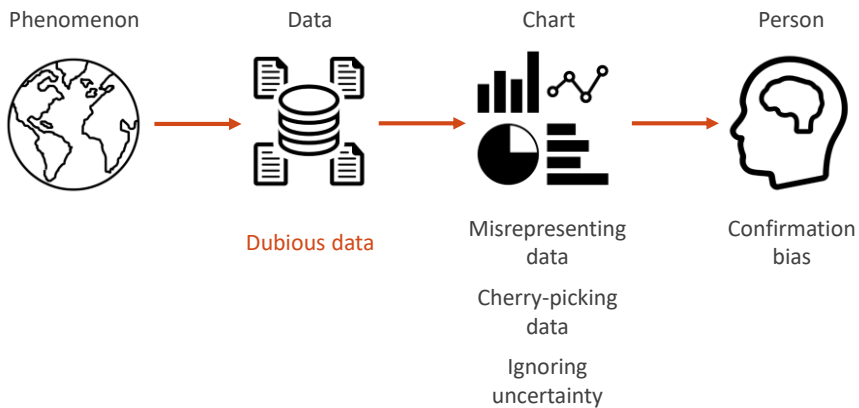 Phenomenon
Data
Chart
Person
Dubious data
Misrepresenting
data
Cherry-picking
data
Ignoring
uncertainty
Confirmation
bias